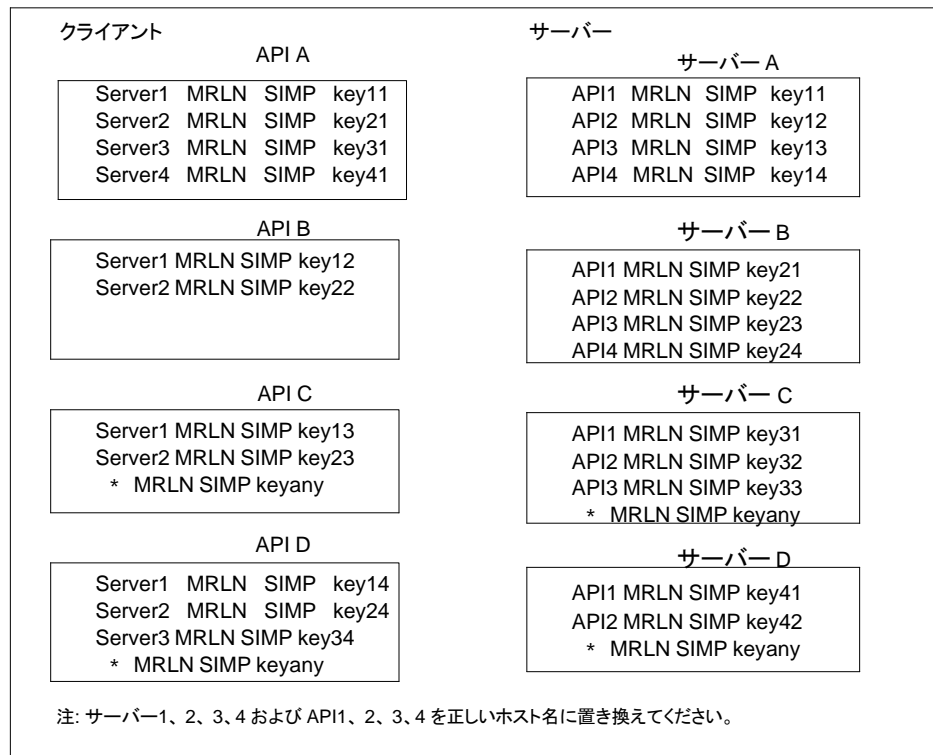 クライアント
API A
Server1 MRLN SIMP key11
Server2 MRLN SIMP key21
Server3 MRLN SIMP key31
Server4 MRLN SIMP key41
API B
Server1 MRLN SIMP key12
Server2 MRLN SIMP key22
API C
Server1 MRLN SIMP key13
Server2 MRLN SIMP key23
* MRLN SIMP keyany
API D
Server1 MRLN SIMP key14
Server2 MRLN SIMP key24
Server3 MRLN SIMP key34
* MRLN SIMP keyany
サーバー
サーバー A
API1 MRLN SIMP key11
API2 MRLN SIMP key12
API3 MRLN SIMP key13
API4 MRLN SIMP key14
サーバー B
API1 MRLN SIMP key21
API2 MRLN SIMP key22
API3 MRLN SIMP key23
API4 MRLN SIMP key24
サーバー C
API1 MRLN SIMP key31
API2 MRLN SIMP key32
API3 MRLN SIMP key33
* MRLN SIMP keyany
サーバー D
API1 MRLN SIMP key41
API2 MRLN SIMP key42
* MRLN SIMP keyany
注: サーバー1、2、3、4 および API1、2、3、4 を正しいホスト名に置き換えてください。